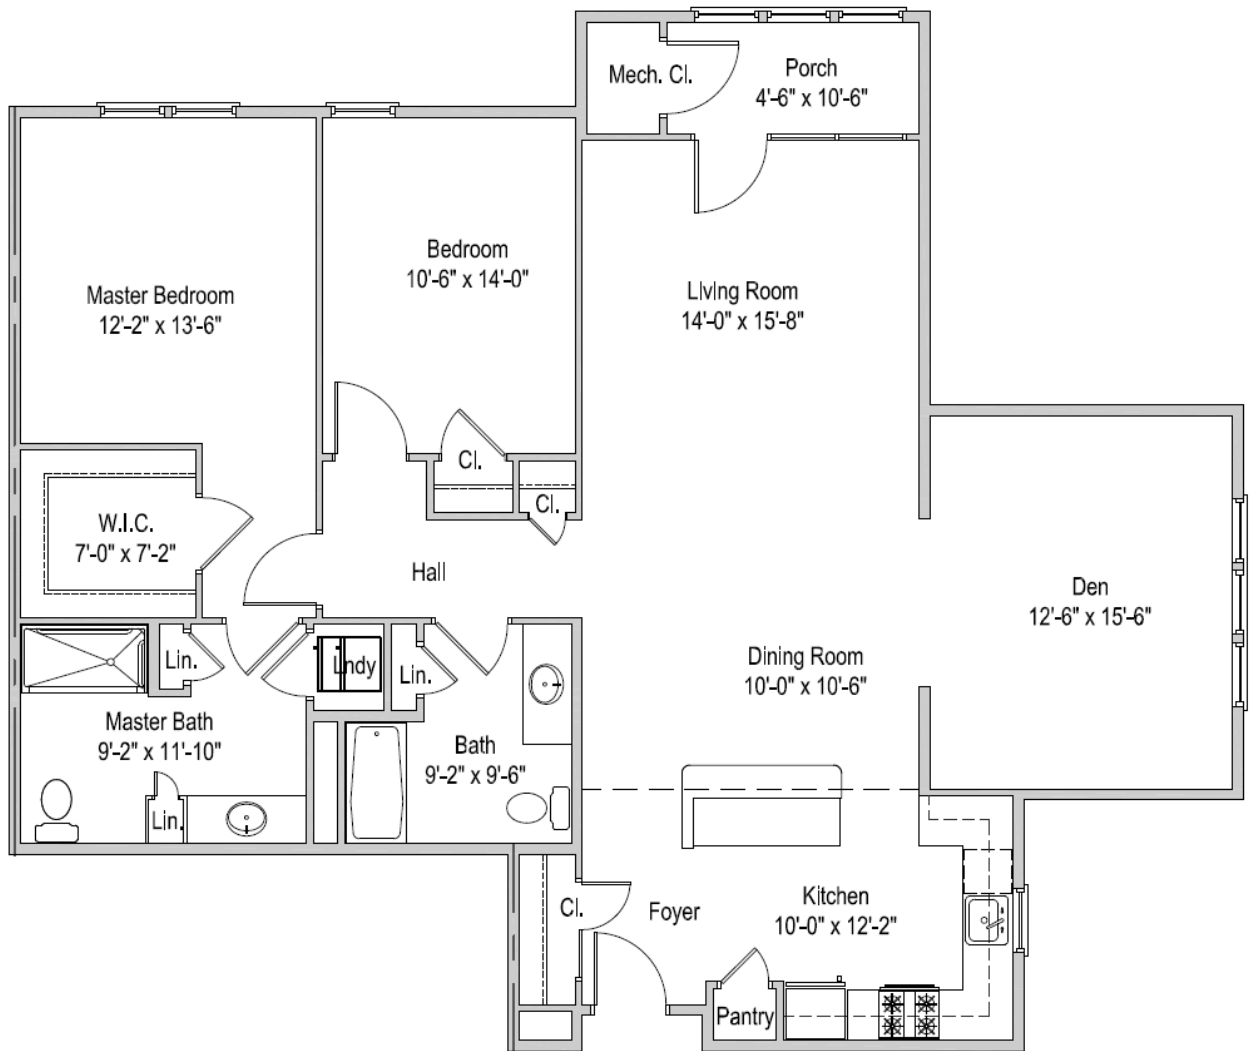 Mech. Cl.
Porch
4'-6" x 10'-6"
Bedroom
10'-6" x 14'-0"
Master Bedroom
12'-2" x 13'-6"
Living Room
14'-0" x 15'-8"
Cl.
Cl.
W.I.C.
7'-0" x 7'-2"
Hall
Den
12'-6" x 15'-6"
Lin.
Lndy
Lin.
Dining Room
10'-0" x 10'-6"
Master Bath
9'-2" x 11'-10"
Bath
9'-2" x 9'-6"
Lin.
Cl.
Foyer
Kitchen
10'-0" x 12'-2"
Pantry